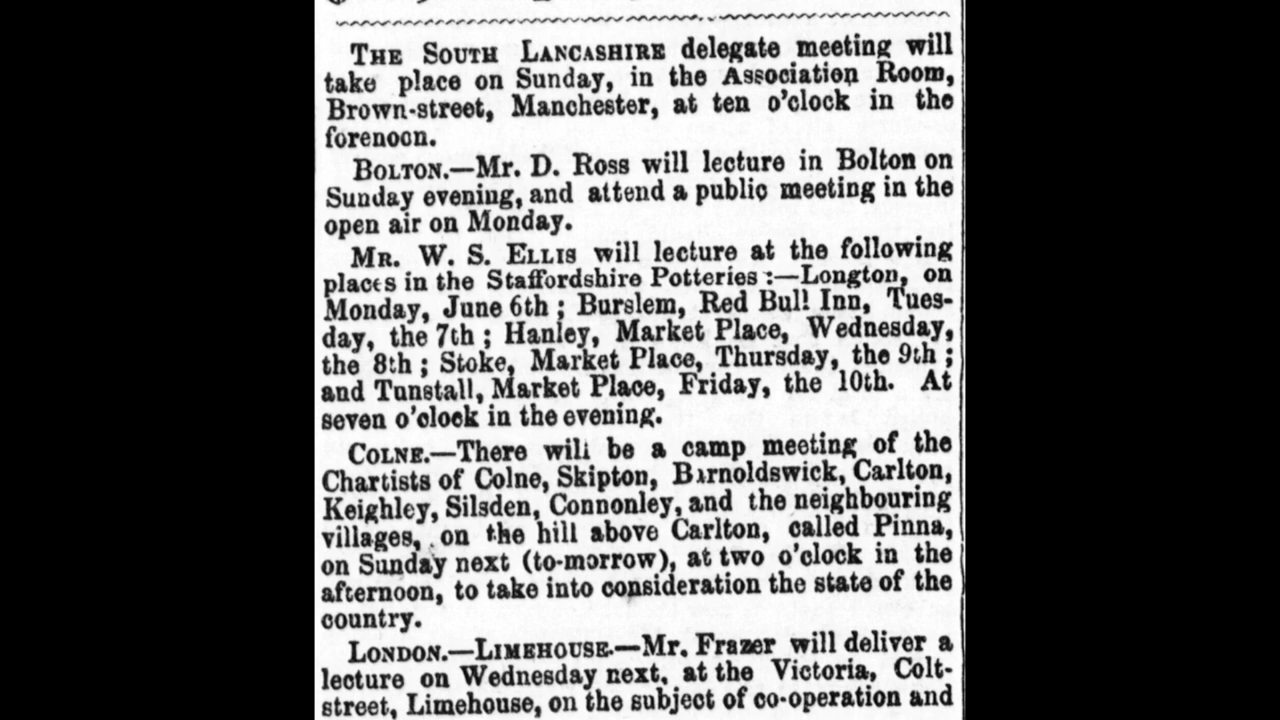 THE SOUTH LANCASHIRE delegate meeting will
take place on Sunday, in the Association Room,
Brown-street, Manchester, at ten o'clock in the
forenoon.
BOLTON.—Mr. D. Ross will lecture in Bolton on
Sunday evening, and attend a public meeting in the
open air on Monday.
MR. W. S. ELLIS will lecture at the following
places in the Staffordshire Potteries :—Longton, on
Monday, June 6th ; Burslem, Red Bull Inn, Tues-
day, the 7th ; Hanley, Market Place, Wednesday,
the 8th ; Stoke, Market Place, Thursday, the 9th ;
and Tunstall, Market Place, Friday, the 10th. At
seven o'clock in the evening.
COLNE.—There will be a camp meeting of the
Chartists of Colne, Skipton, Barnoldswick, Carlton,
Keighley, Silsden, Connonley, and the neighbouring
villages, on the hill above Carlton, called Pinna,
on Sunday next (to-morrow), at two o'clock in the
afternoon, to take into consideration the state of the
country.
LONDON.—LIMEHOUSE.—Mr. Frazer will deliver a
lecture on Wednesday next, at the Victoria, Colt-
street, Limehouse, on the subject of co-operation and